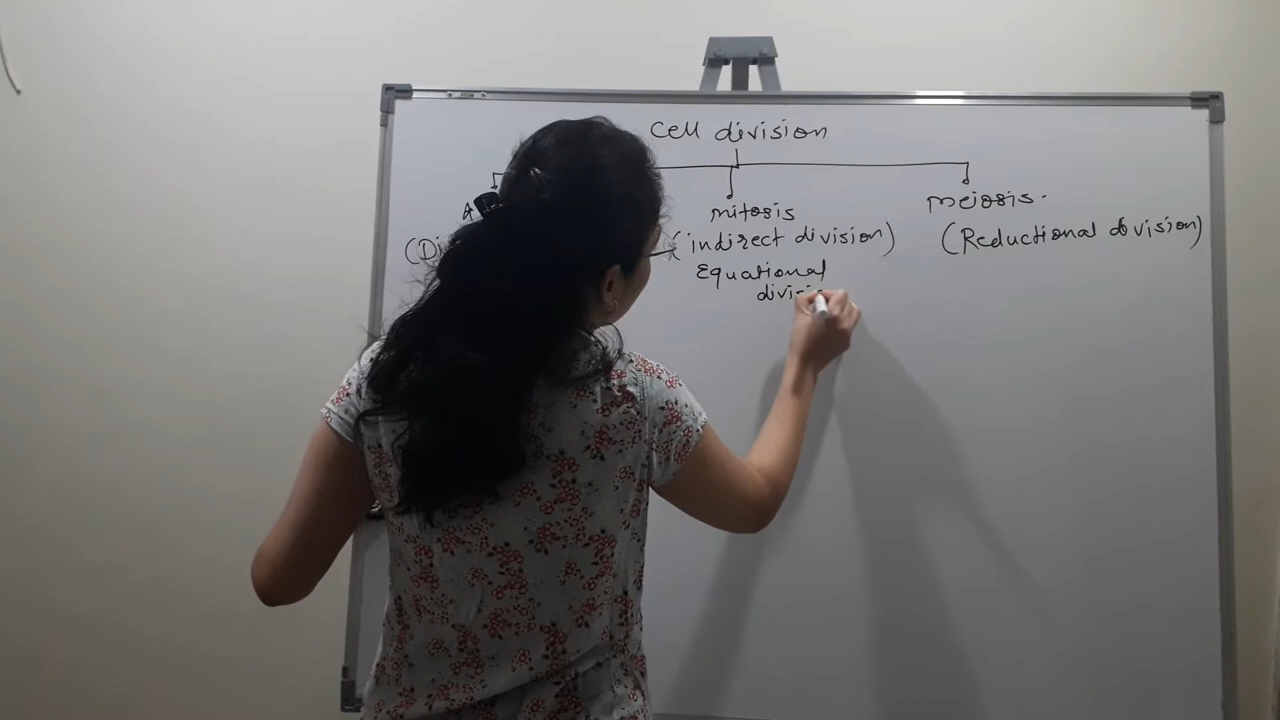 Cell division
mitosis
meiosis.
(indirect division)
(Reductional division)
Equational